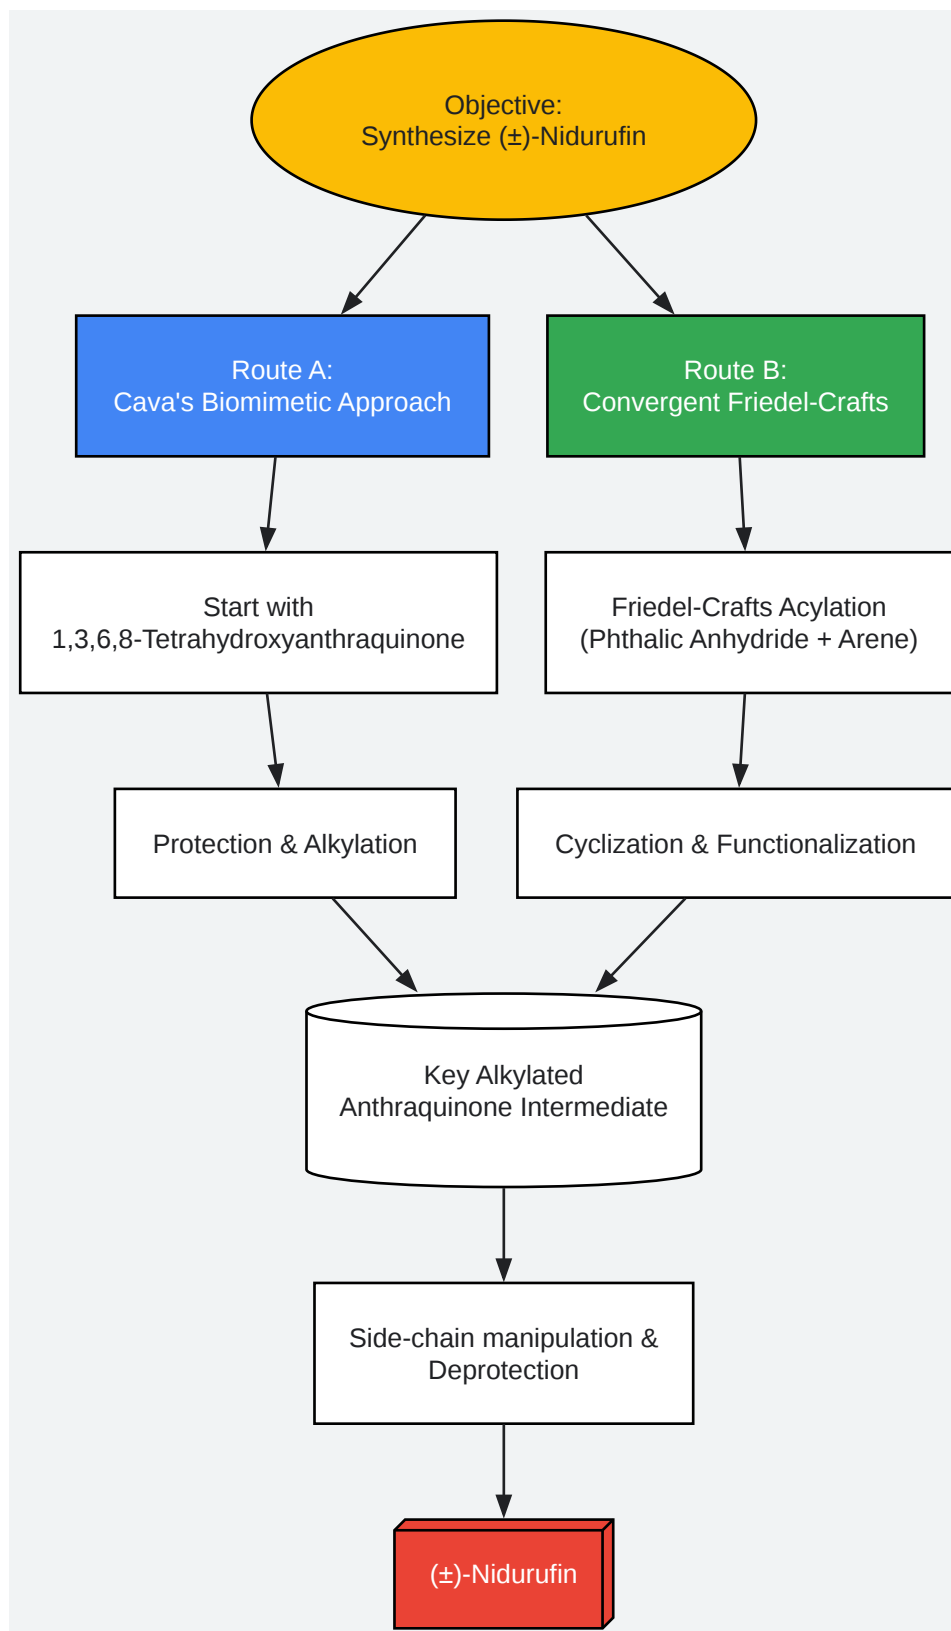 Objective:
Synthesize (±)-Nidurufin
Route A:
Cava's Biomimetic Approach
Route B:
Convergent Friedel-Crafts
Start with
1,3,6,8-Tetrahydroxyanthraquinone
Friedel-Crafts Acylation
(Phthalic Anhydride + Arene)
Protection & Alkylation
Cyclization & Functionalization
Key Alkylated
Anthraquinone Intermediate
Side-chain manipulation &
Deprotection
(±)-Nidurufin